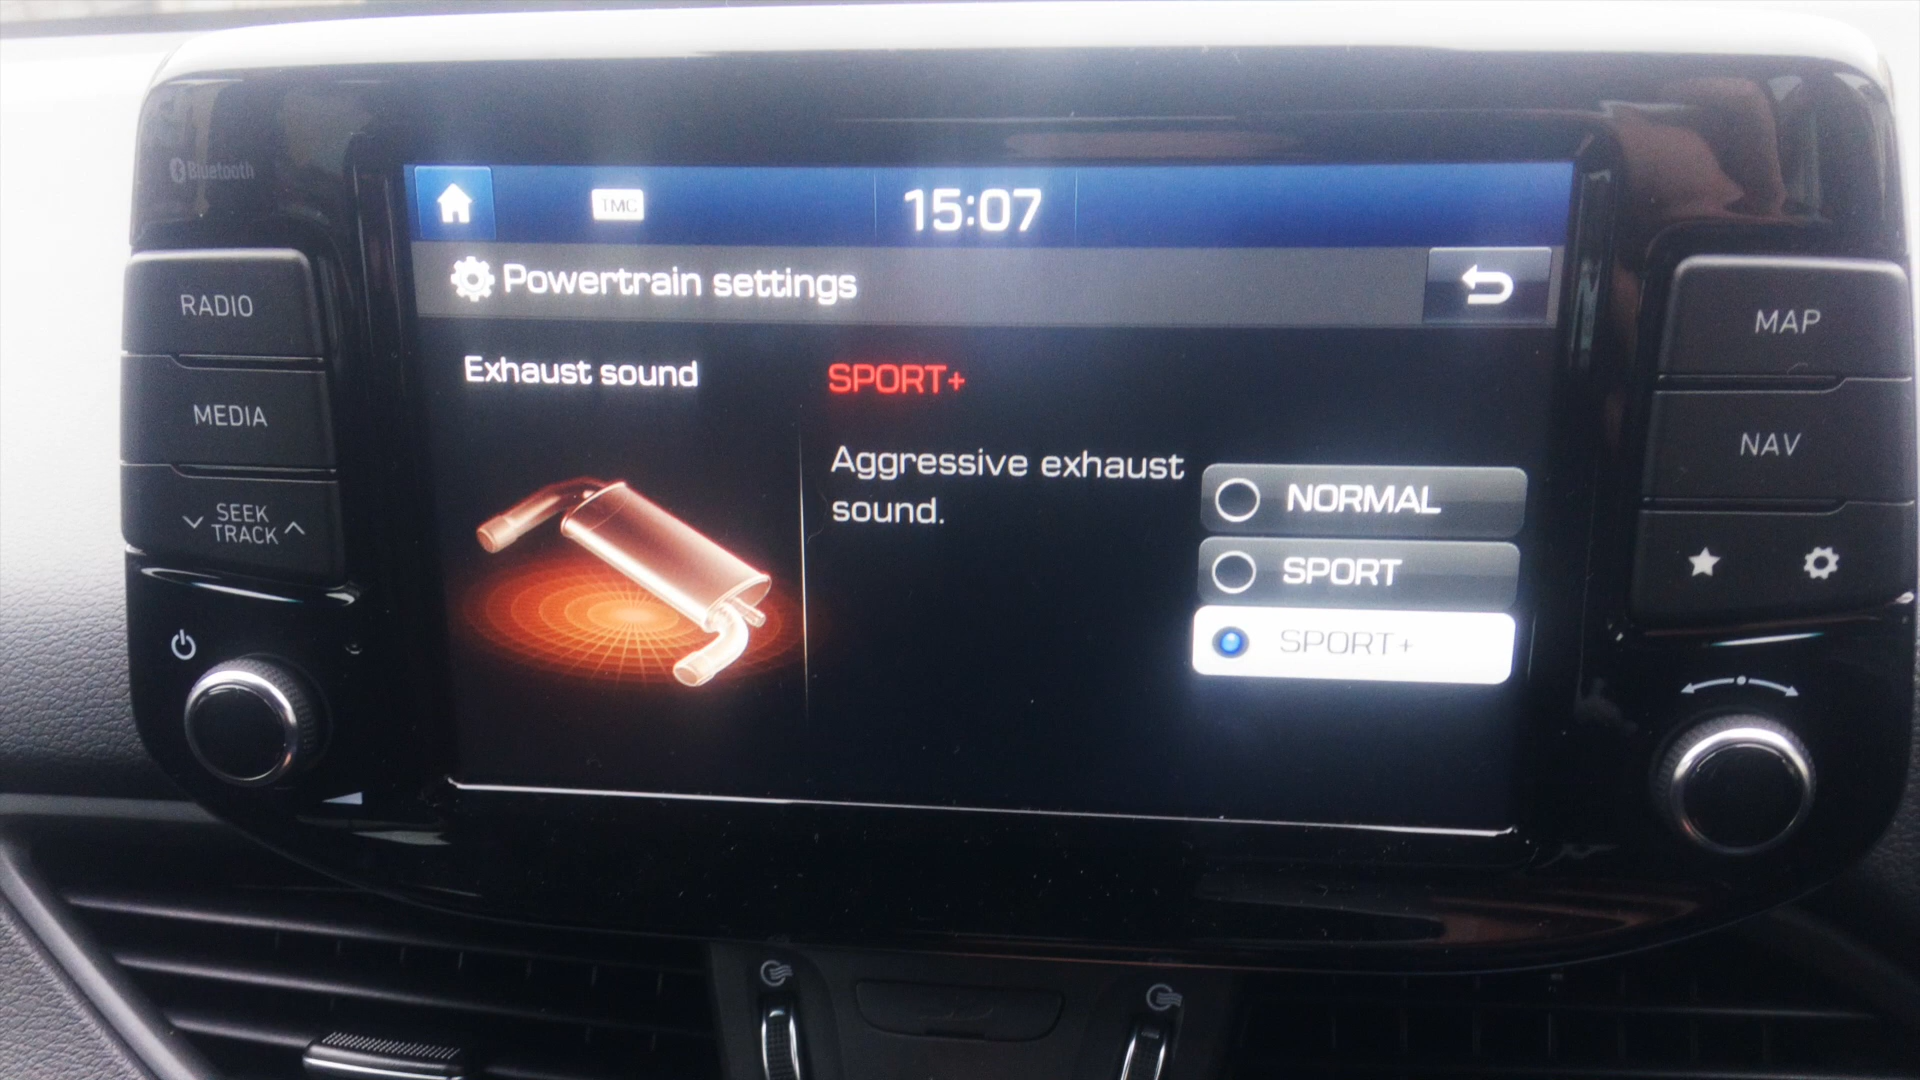 Bluetooth
TMC
15:07
Powertrain settings
RADIO
MEDIA
SEEK
TRACK
Exhaust sound
SPORT+
Aggressive exhaust
sound.
NORMAL
SPORT
SPORT+
MAP
NAV